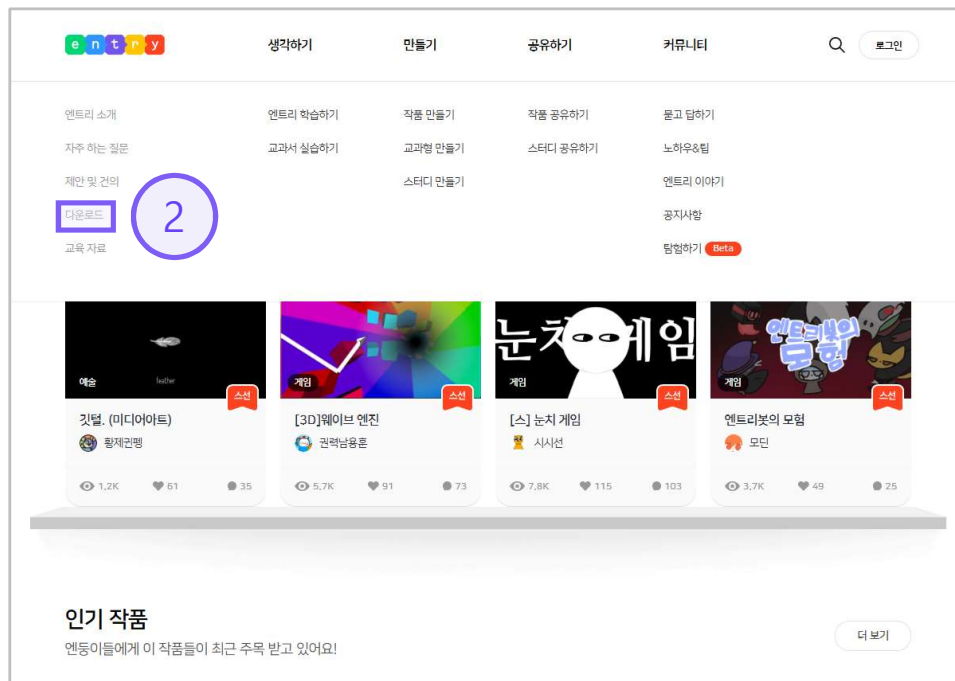 entry 생각하기 만들기 공유하기 커뮤니티 로그인
엔트리 소개 엔트리 학습하기 작품 만들기 작품 공유하기 묻고 답하기
자주 하는 질문 교과서 실습하기 교과형 만들기 스터디 공유하기 노하우&팁
제안 및 건의 스터디 만들기 엔트리 이야기
다운로드 2 공지사항
교육 자료 탐험하기 Beta
눈치 게임 엔트리봇의
모험
예술 feather 게임 게임 게임
스선 스선 스선 스선
깃털. (미디어아트) [3D]웨이브 엔진 [스] 눈치 게임 엔트리봇의 모험
황제펭귄 권력남용훈 시시선 모딘
1,2K 61 35 5,7K 91 73 7,8K 115 103 3,7K 49 25
인기 작품
엔둥이들에게 이 작품들이 최근 주목 받고 있어요!
더 보기